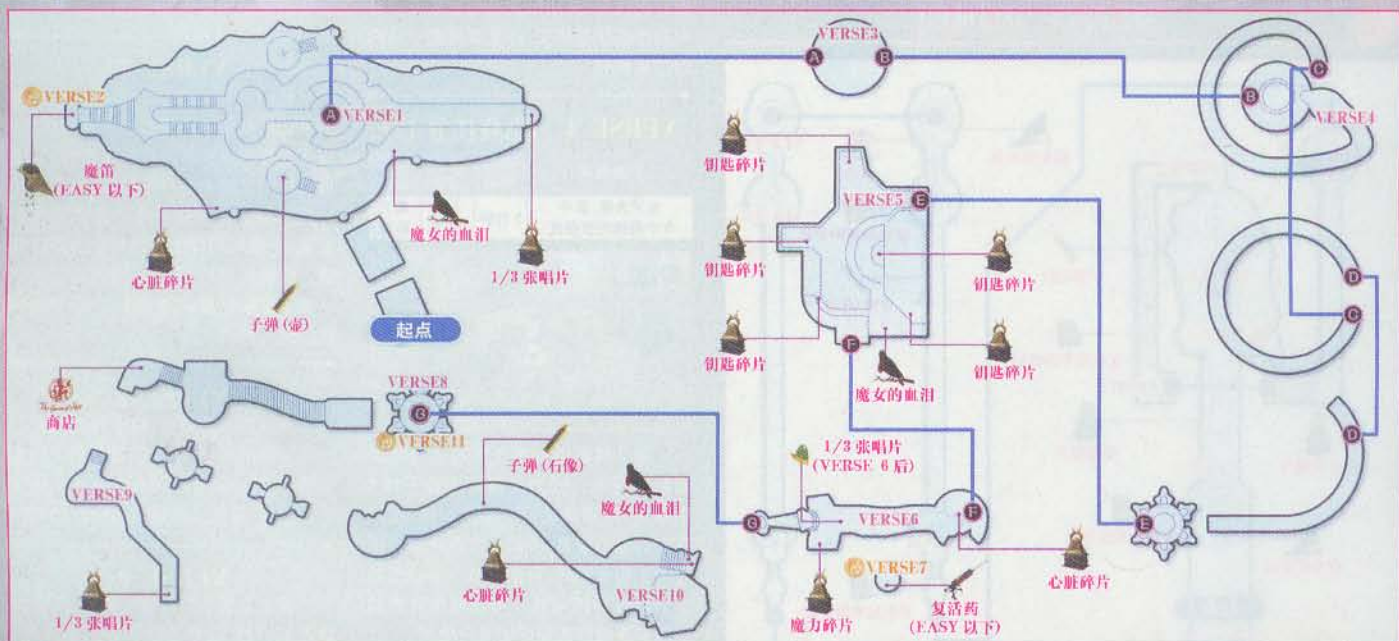 VERSE2
A VERSE1
魔笛
(EASY 以下)
心脏碎片
子弹(壶)
魔女的血泪
1/3 张唱片
起点
VERSE3
A B
B
C
VERSE4
钥匙碎片
VERSE5
E
钥匙碎片
钥匙碎片
钥匙碎片
钥匙碎片
F
魔女的血泪
D
C
D
商店
VERSE8
G
VERSE11
VERSE9
1/3 张唱片
子弹(石像)
魔女的血泪
心脏碎片
VERSE10
1/3 张唱片
(VERSE 6 后)
G
VERSE6
F
E
VERSE7
魔力碎片
复活药
(EASY 以下)
心脏碎片